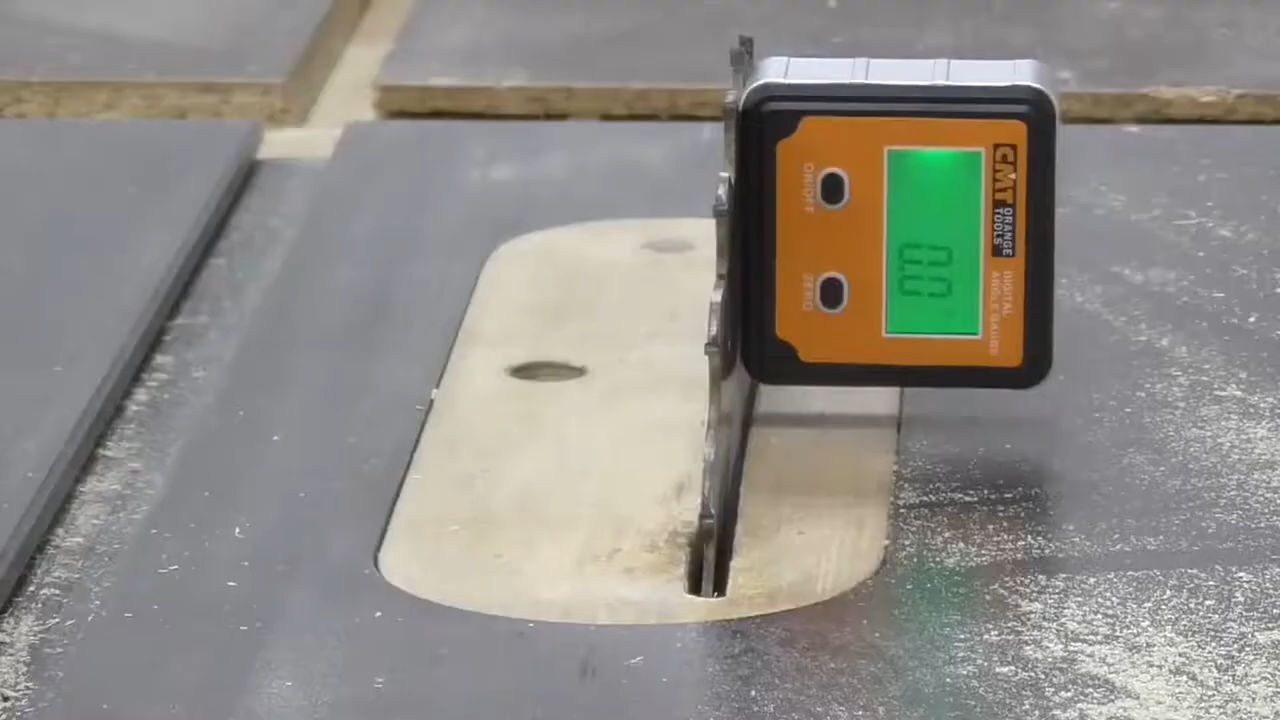 CMT
ORANGE
TOOLS
DIGITAL
ANGLE GAUGE
0.0
ON/OFF
ZERO